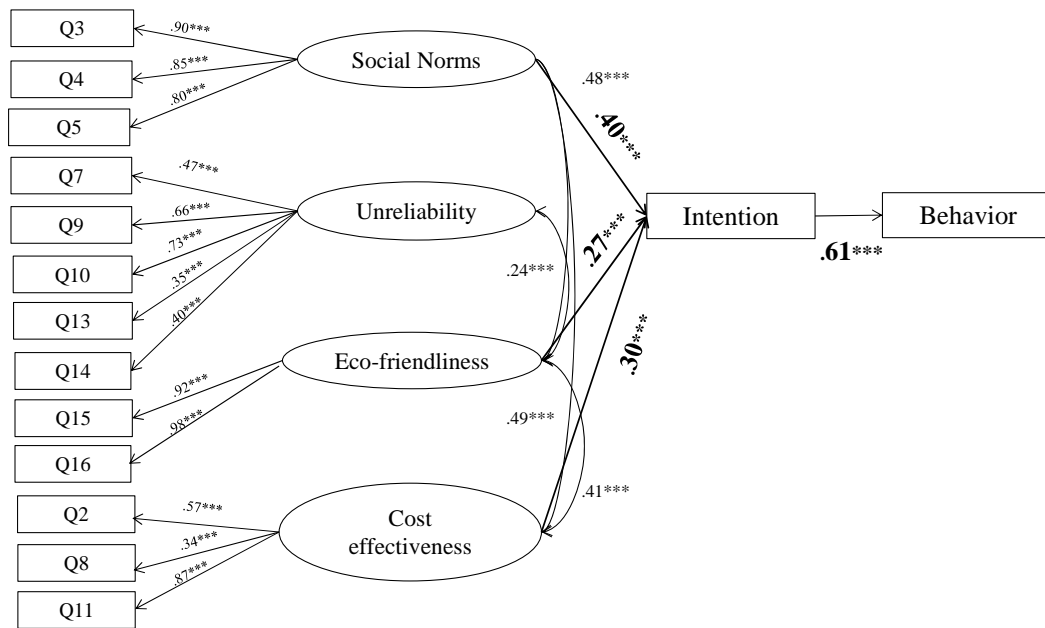 Q3
.90***
Q4
.85***
Q5
.80***
Social Norms
.48***
.40***
Q7
.47***
Q9
.66***
Q10
.73***
Q13
.35***
Q14
.40***
Unreliability
.24***
.27***
Intention
.61***
Behavior
Q15
.92***
Q16
.98***
Eco-friendliness
.30***
.49***
.41***
Q2
.57***
Q8
.34***
Q11
.87***
Cost
effectiveness